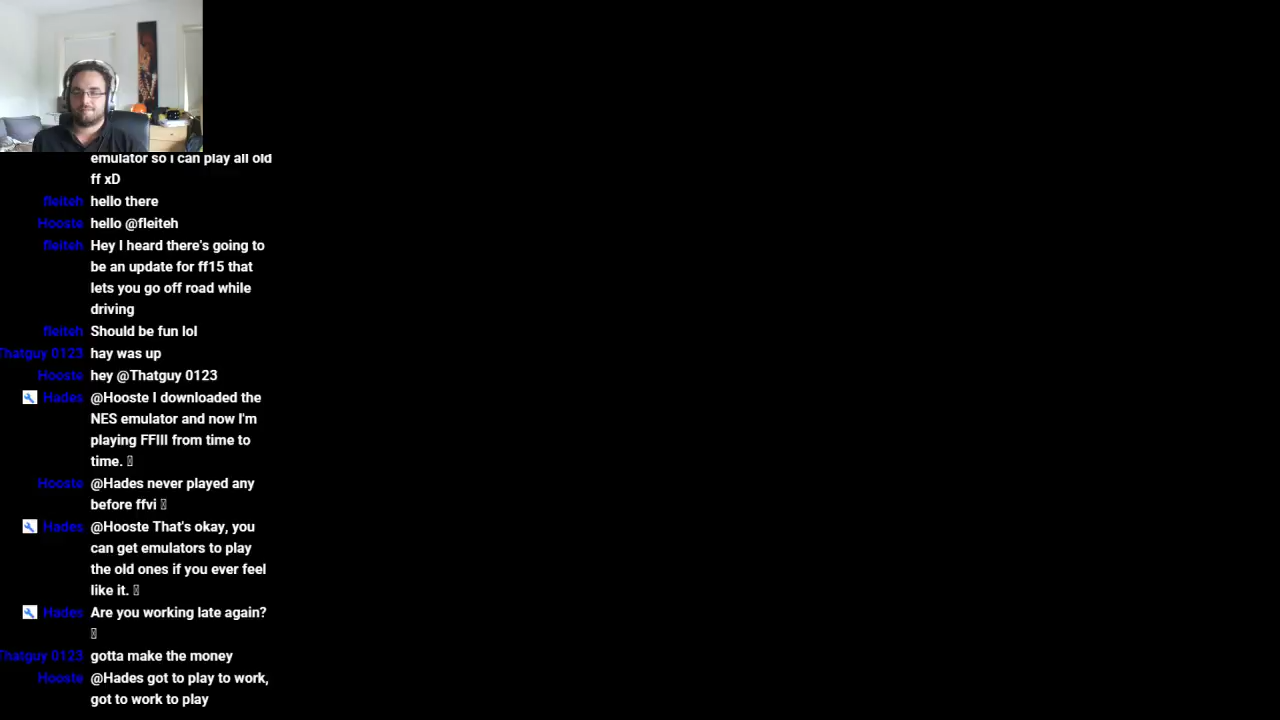 emulator so i can play all old
ff xD
fleiteh hello there
Hooste hello @fleiteh
fleiteh Hey I heard there's going to
be an update for ff15 that
lets you go off road while
driving
fleiteh Should be fun lol
Thatguy 0123 hay was up
Hooste hey @Thatguy 0123
Hades @Hooste I downloaded the
NES emulator and now I'm
playing FFIII from time to
time.
Hooste @Hades never played any
before ffvi
Hades @Hooste That's okay, you
can get emulators to play
the old ones if you ever feel
like it.
Hades Are you working late again?
Thatguy 0123 gotta make the money
Hooste @Hades got to play to work,
got to work to play